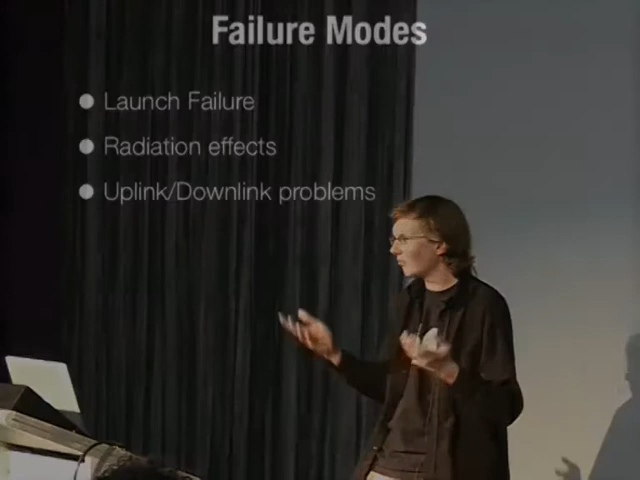 Failure Modes
Launch Failure
Radiation effects
Uplink/Downlink problems